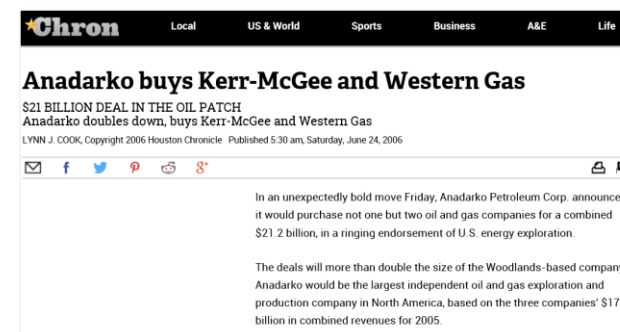 Chron Local US & World Sports Business A&E Life
Anadarko buys Kerr-McGee and Western Gas
$21 BILLION DEAL IN THE OIL PATCH
Anadarko doubles down, buys Kerr-McGee and Western Gas
LYNN J. COOK, Copyright 2006 Houston Chronicle Published 5:30 am, Saturday, June 24, 2006
In an unexpectedly bold move Friday, Anadarko Petroleum Corp. announce
it would purchase not one but two oil and gas companies for a combined
$21.2 billion, in a ringing endorsement of U.S. energy exploration.
The deals will more than double the size of the Woodlands-based company
Anadarko would be the largest independent oil and gas exploration and
production company in North America, based on the three companies' $17
billion in combined revenues for 2005.